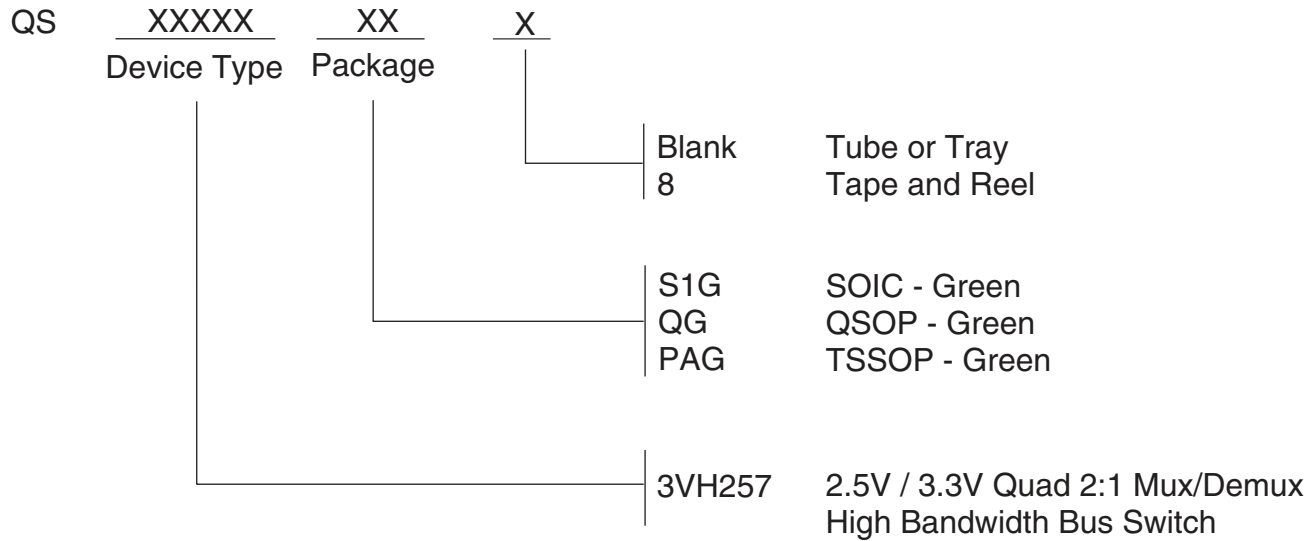 QS XXXXX XX X
Device Type Package
Blank Tube or Tray
8 Tape and Reel
S1G SOIC - Green
QG QSOP - Green
PAG TSSOP - Green
3VH257 2.5V / 3.3V Quad 2:1 Mux/Demux
High Bandwidth Bus Switch